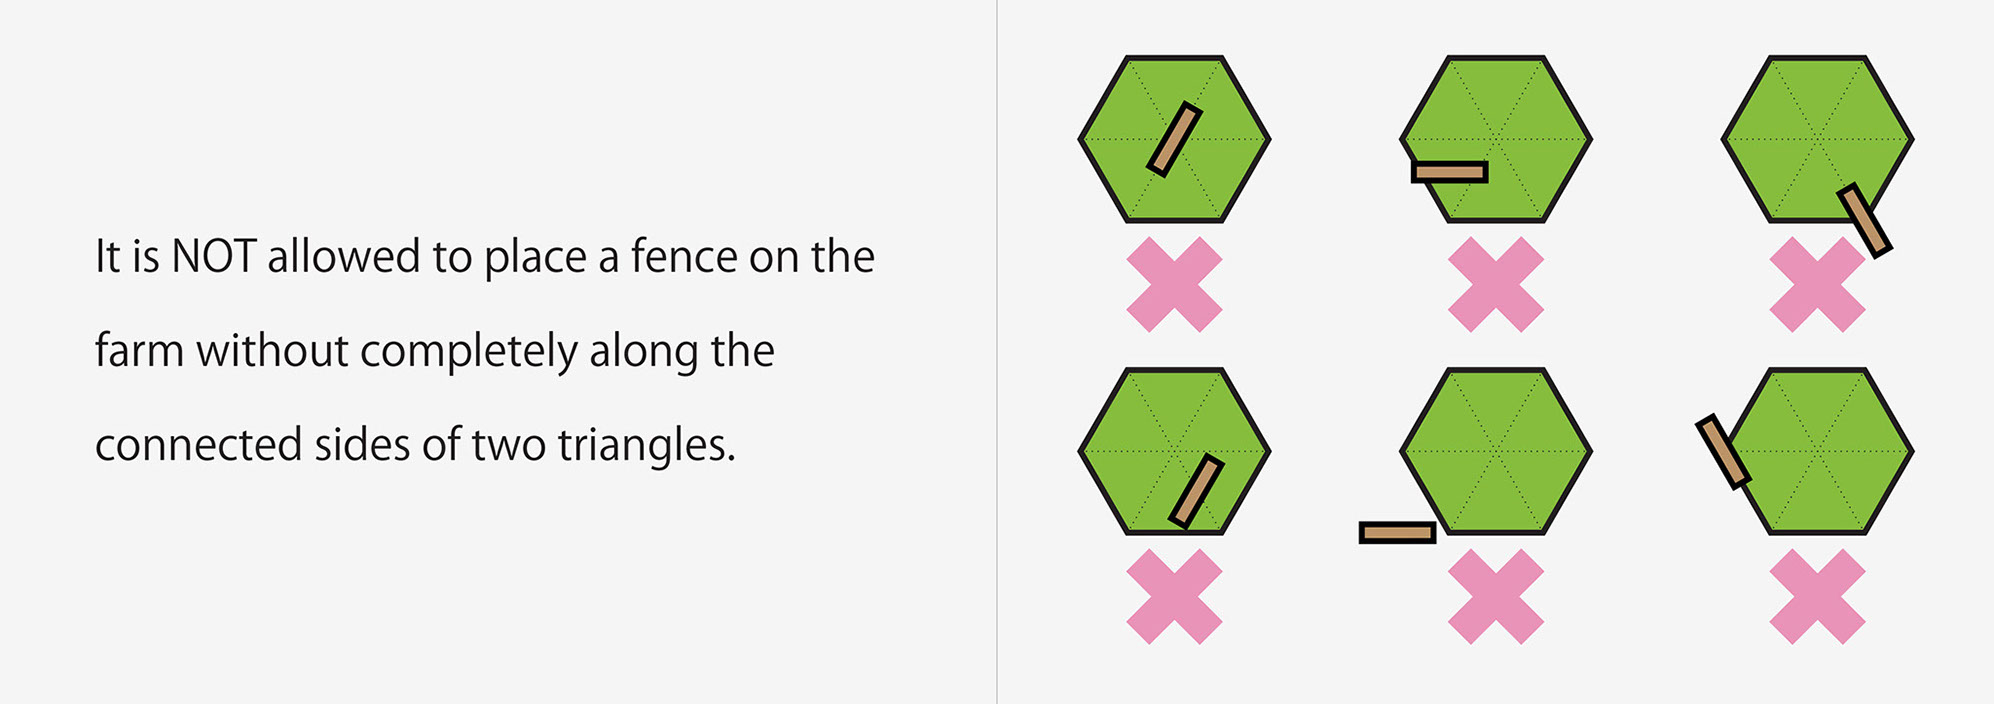 It is NOT allowed to place a fence on the
farm without completely along the
connected sides of two triangles.